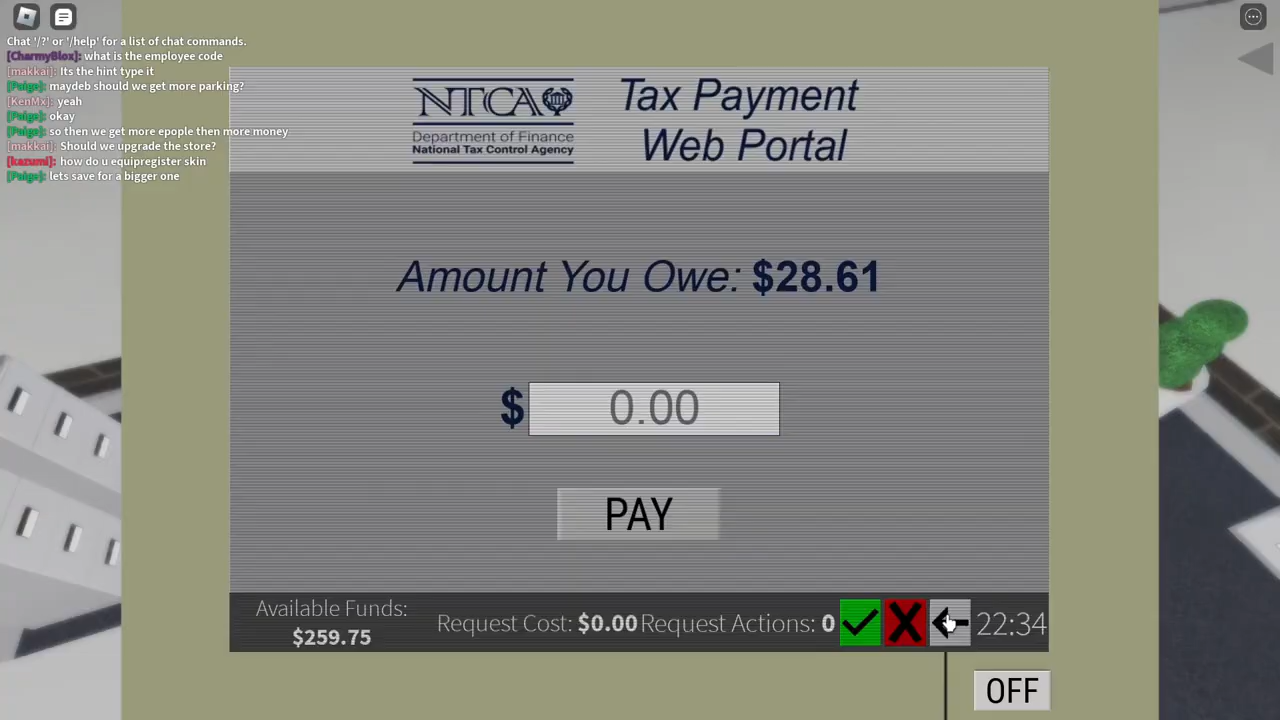 Chat '/?' or '/help' for a list of chat commands.
[CharmyBlox]: what is the employee code
[makkai]: Its the hint type it
[Paige]: maydeb should we get more parking?
[KenMx]: yeah
[Paige]: okay
[Paige]: so then we get more epople then more money
[makkai]: Should we upgrade the store?
[kazumi]: how do u equipregister skin
[Paige]: lets save for a bigger one
NTCA
Department of Finance
National Tax Control Agency
Tax Payment
Web Portal
Amount You Owe: $28.61
$ 0.00
PAY
Available Funds:
$259.75
Request Cost: $0.00 Request Actions: 0
22:34
OFF